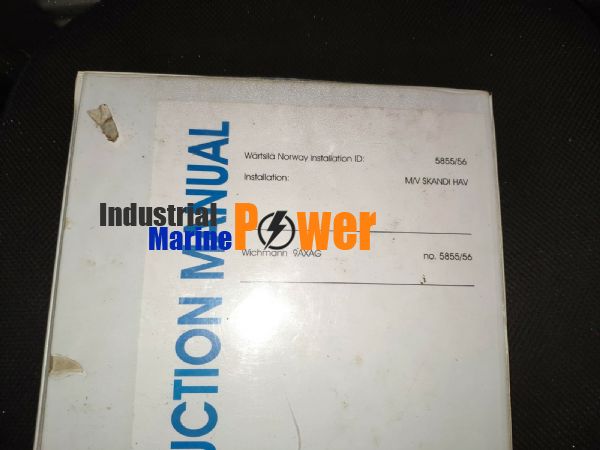 Wärtsilä Norway Installation ID: 5855/56
Installation: M/V SKANDI HAV
Industrial
Marine Power
Wichmann 9AXAG no. 5855/56
UCTION MANUAL